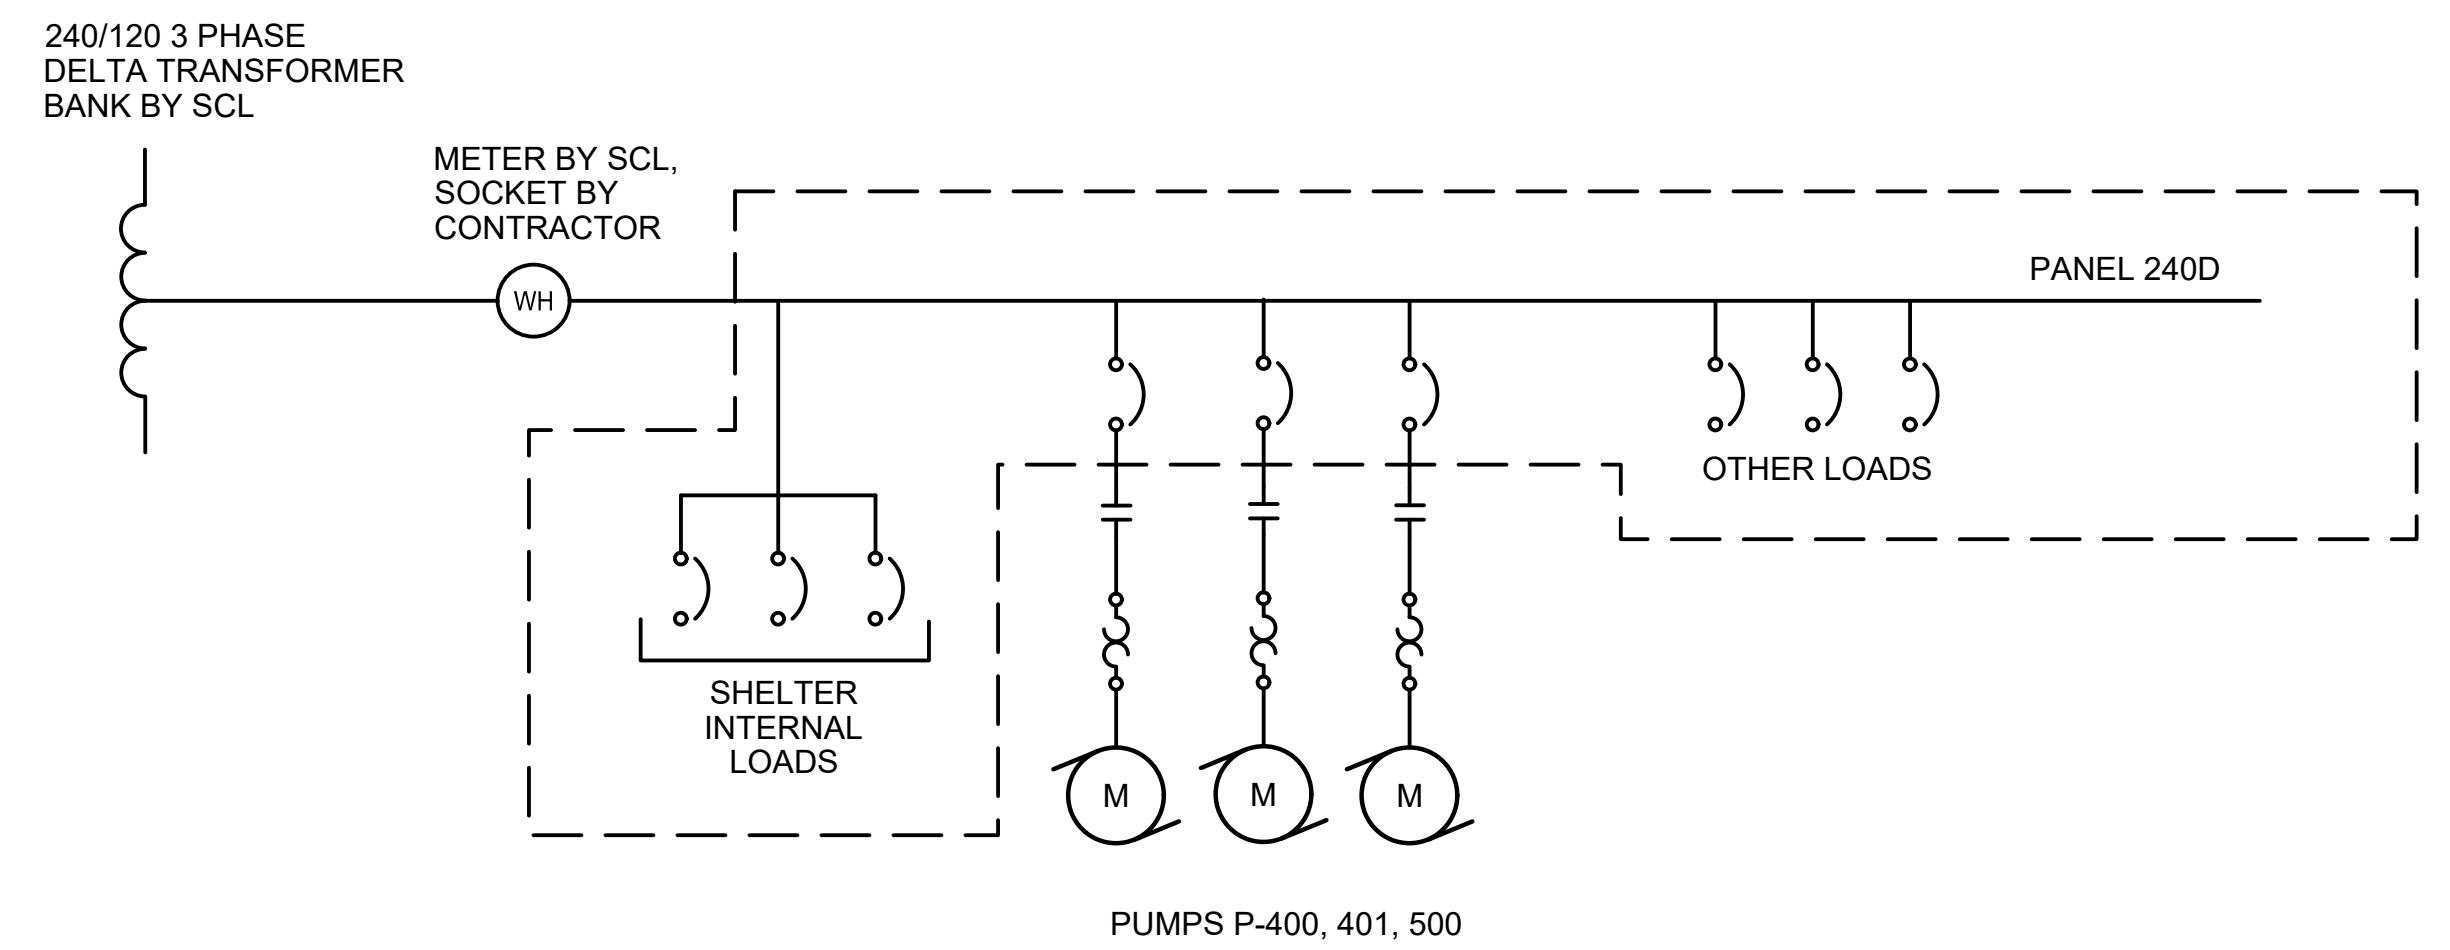 240/120 3 PHASE
DELTA TRANSFORMER
BANK BY SCL
METER BY SCL,
SOCKET BY
CONTRACTOR
WH
PANEL 240D
OTHER LOADS
SHELTER
INTERNAL
LOADS
M
M
M
PUMPS P-400, 401, 500